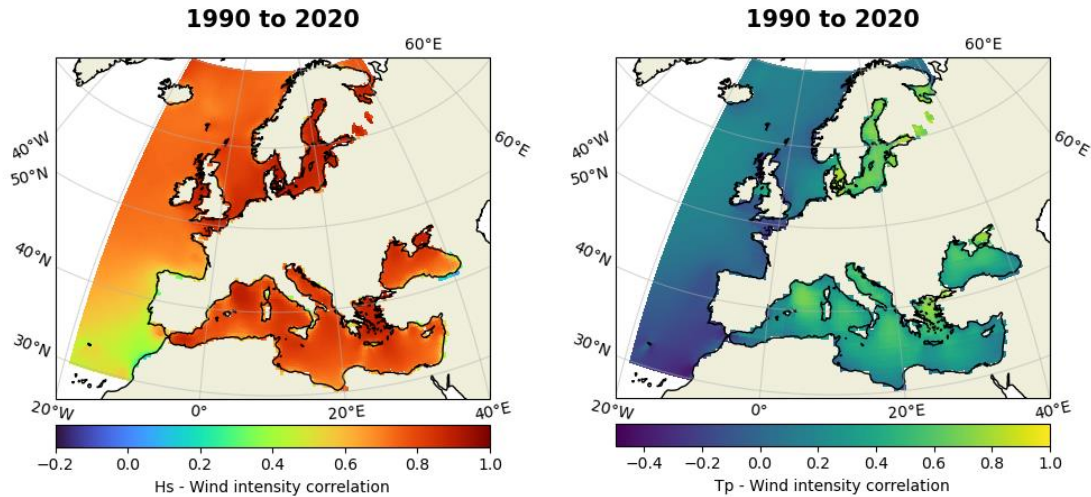 1990 to 2020
60°E
40°W
50°N
60°E
40°N
30°N
20°W
0°
20°E
40°E
−0.2 0.0 0.2 0.4 0.6 0.8 1.0
Hs - Wind intensity correlation
1990 to 2020
60°E
40°W
50°N
60°E
40°N
30°N
20°W
0°
20°E
40°E
−0.4 −0.2 0.0 0.2 0.4 0.6 0.8 1.0
Tp - Wind intensity correlation